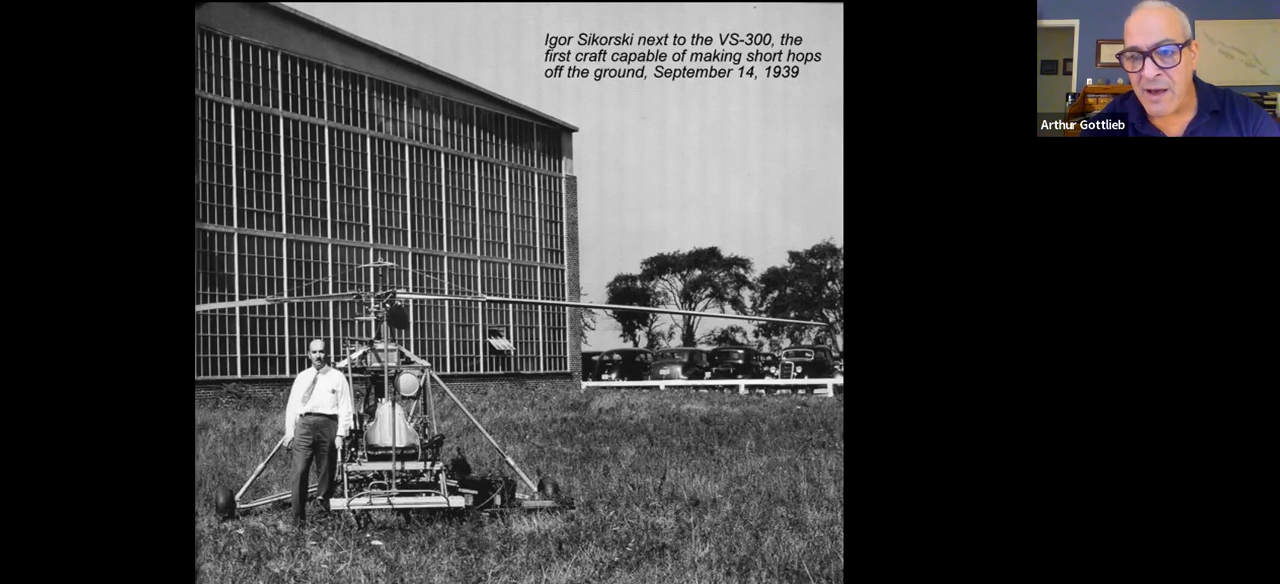 Igor Sikorski next to the VS-300, the
first craft capable of making short hops
off the ground, September 14, 1939
Arthur Gottlieb